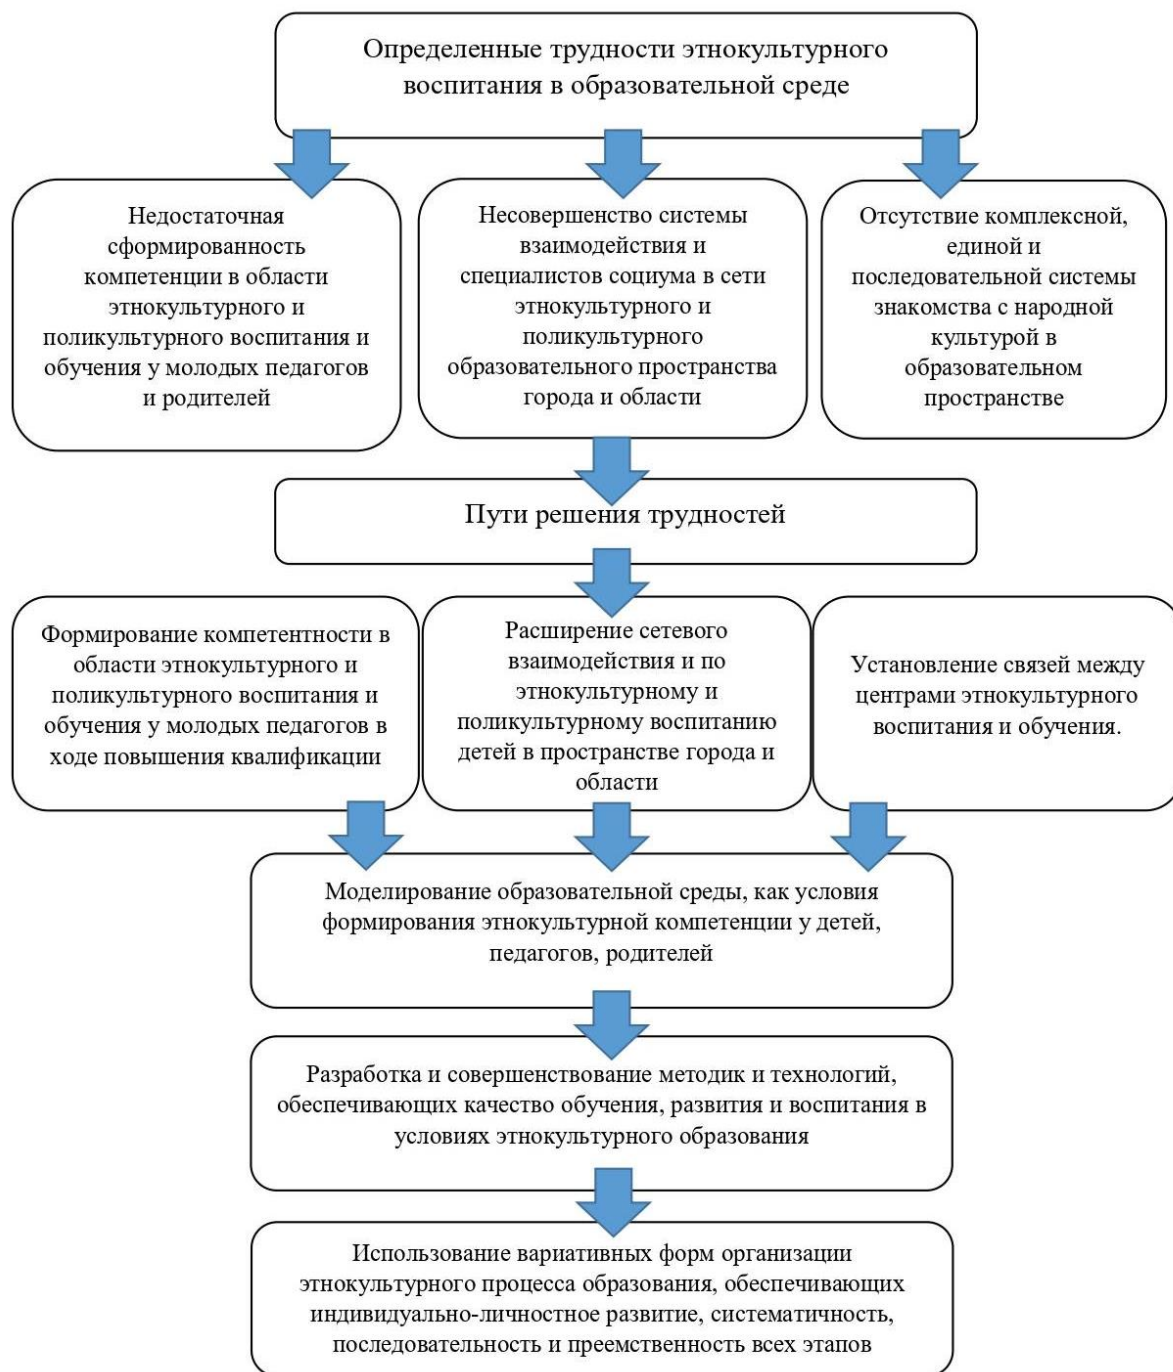 Определенные трудности этнокультурного
воспитания в образовательной среде
Недостаточная
сформированность
компетенции в области
этнокультурного и
поликультурного воспитания и
обучения у молодых педагогов
и родителей
Несовершенство системы
взаимодействия и
специалистов социума в сети
этнокультурного и
поликультурного
образовательного пространства
города и области
Отсутствие комплексной,
единой и
последовательной системы
знакомства с народной
культурой в
образовательном
пространстве
Пути решения трудностей
Формирование компетентности в
области этнокультурного и
поликультурного воспитания и
обучения у молодых педагогов в
ходе повышения квалификации
Расширение сетевого
взаимодействия и по
этнокультурному и
поликультурному воспитанию
детей в пространстве города и
области
Установление связей между
центрами этнокультурного
воспитания и обучения.
Моделирование образовательной среды, как условия
формирования этнокультурной компетенции у детей,
педагогов, родителей
Разработка и совершенствование методик и технологий,
обеспечивающих качество обучения, развития и воспитания в
условиях этнокультурного образования
Использование вариативных форм организации
этнокультурного процесса образования, обеспечивающих
индивидуально-личностное развитие, систематичность,
последовательность и преемственность всех этапов